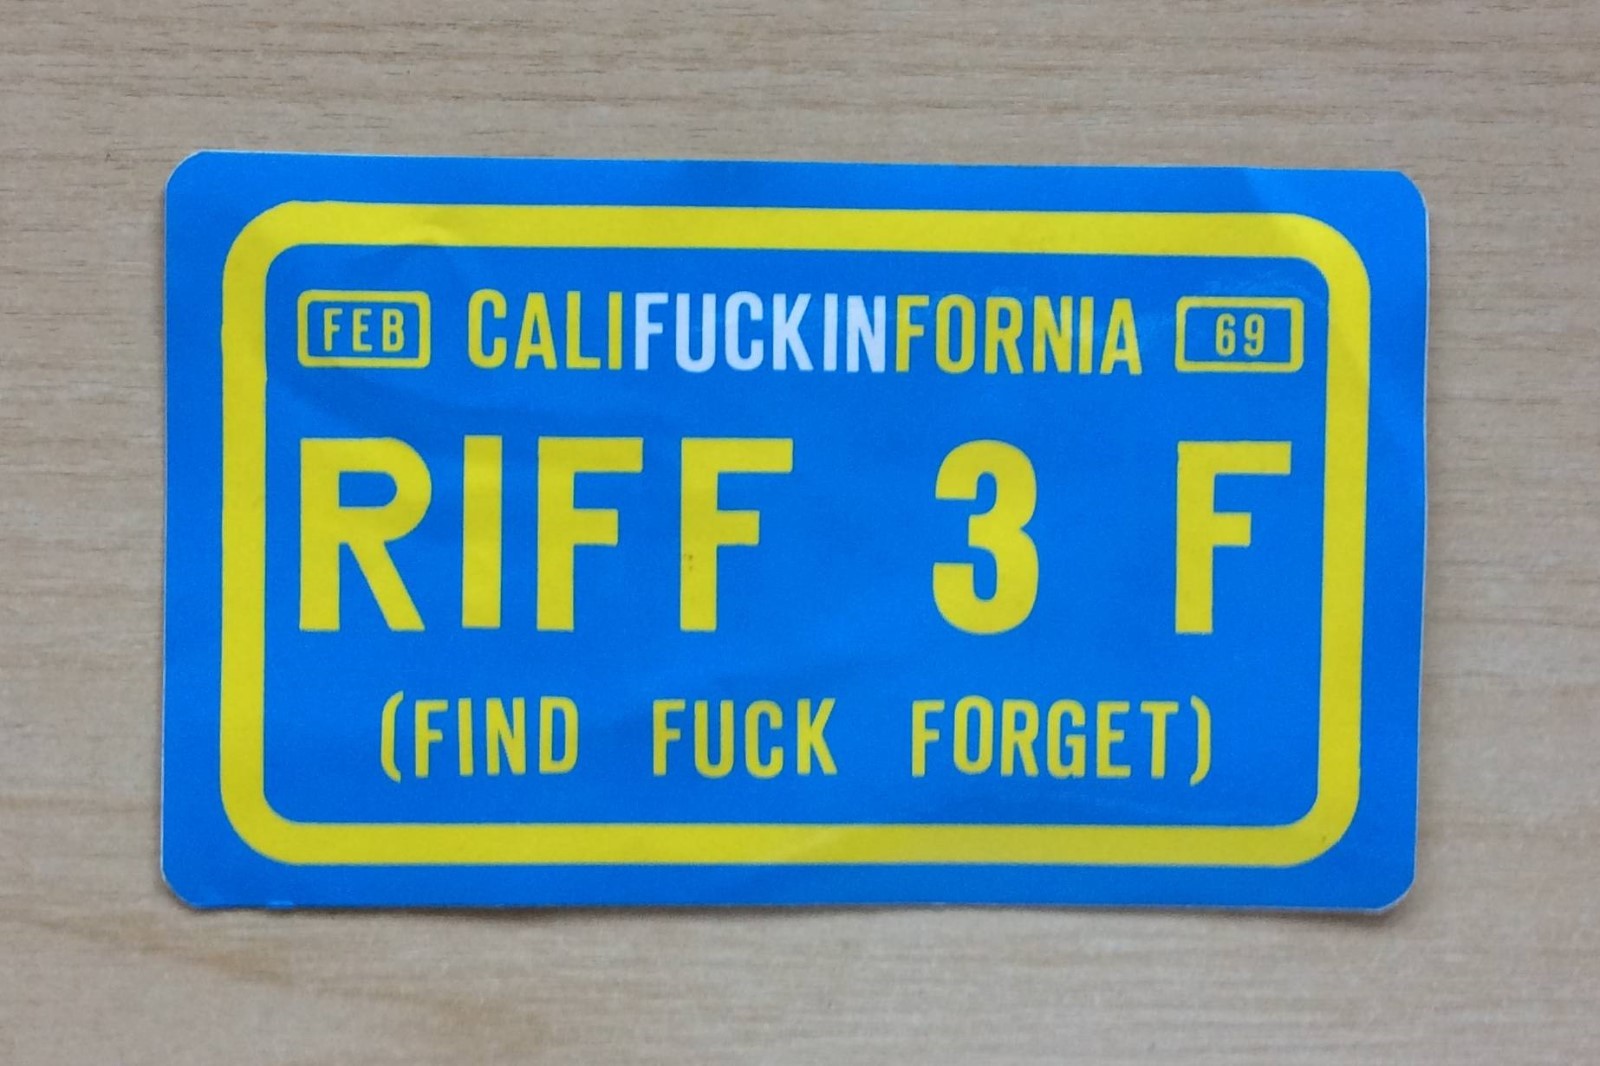 FEB CALIFUCKINFORNIA 69
RIFF 3 F
(FIND FUCK FORGET)